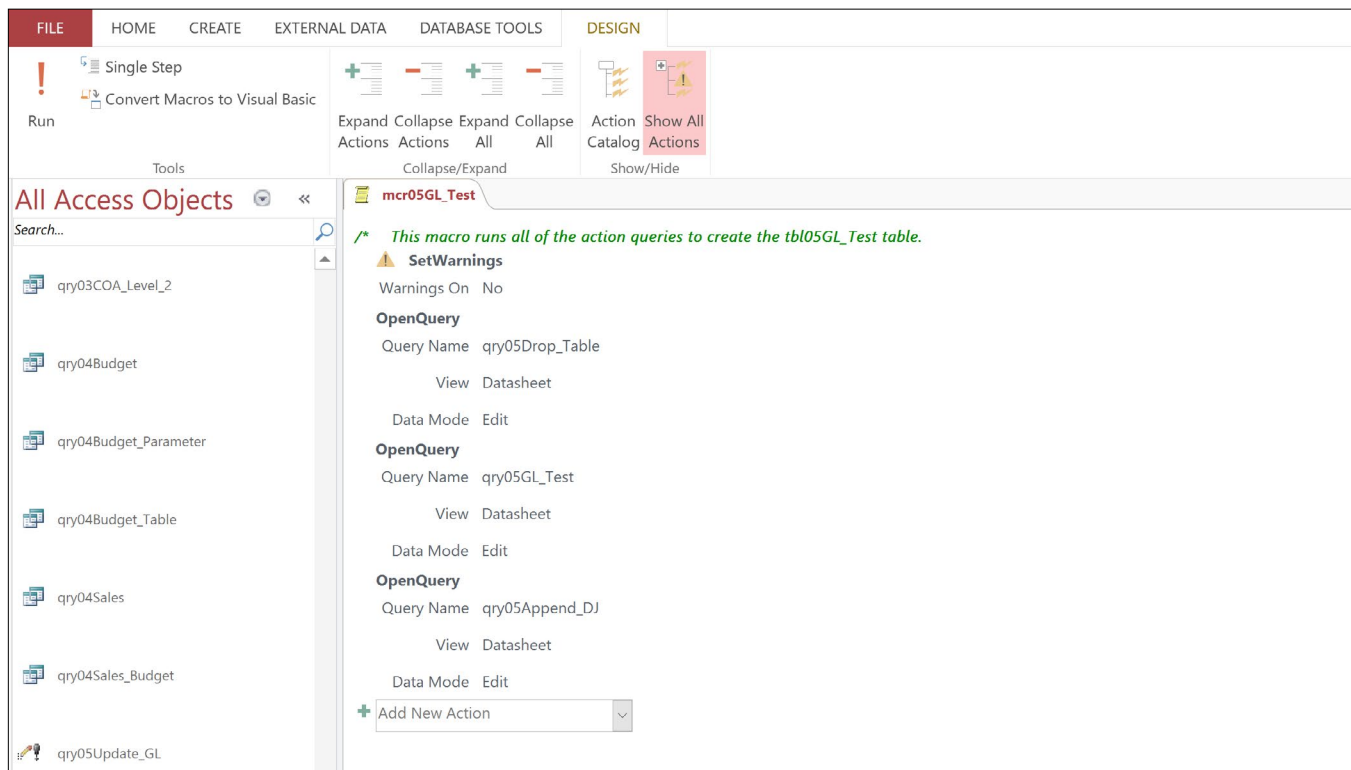 FILE HOME CREATE EXTERNAL DATA DATABASE TOOLS DESIGN
Run
Single Step
Convert Macros to Visual Basic
Tools
Expand Actions
Collapse Actions
Expand All
Collapse All
Collapse/Expand
Action Catalog
Show All Actions
Show/Hide
All Access Objects
Search...
qry03COA_Level_2
qry04Budget
qry04Budget_Parameter
qry04Budget_Table
qry04Sales
qry04Sales_Budget
qry05Update_GL
mcr05GL_Test
/* This macro runs all of the action queries to create the tbl05GL_Test table.
SetWarnings
Warnings On No
OpenQuery
Query Name qry05Drop_Table
View Datasheet
Data Mode Edit
OpenQuery
Query Name qry05GL_Test
View Datasheet
Data Mode Edit
OpenQuery
Query Name qry05Append_DJ
View Datasheet
Data Mode Edit
Add New Action